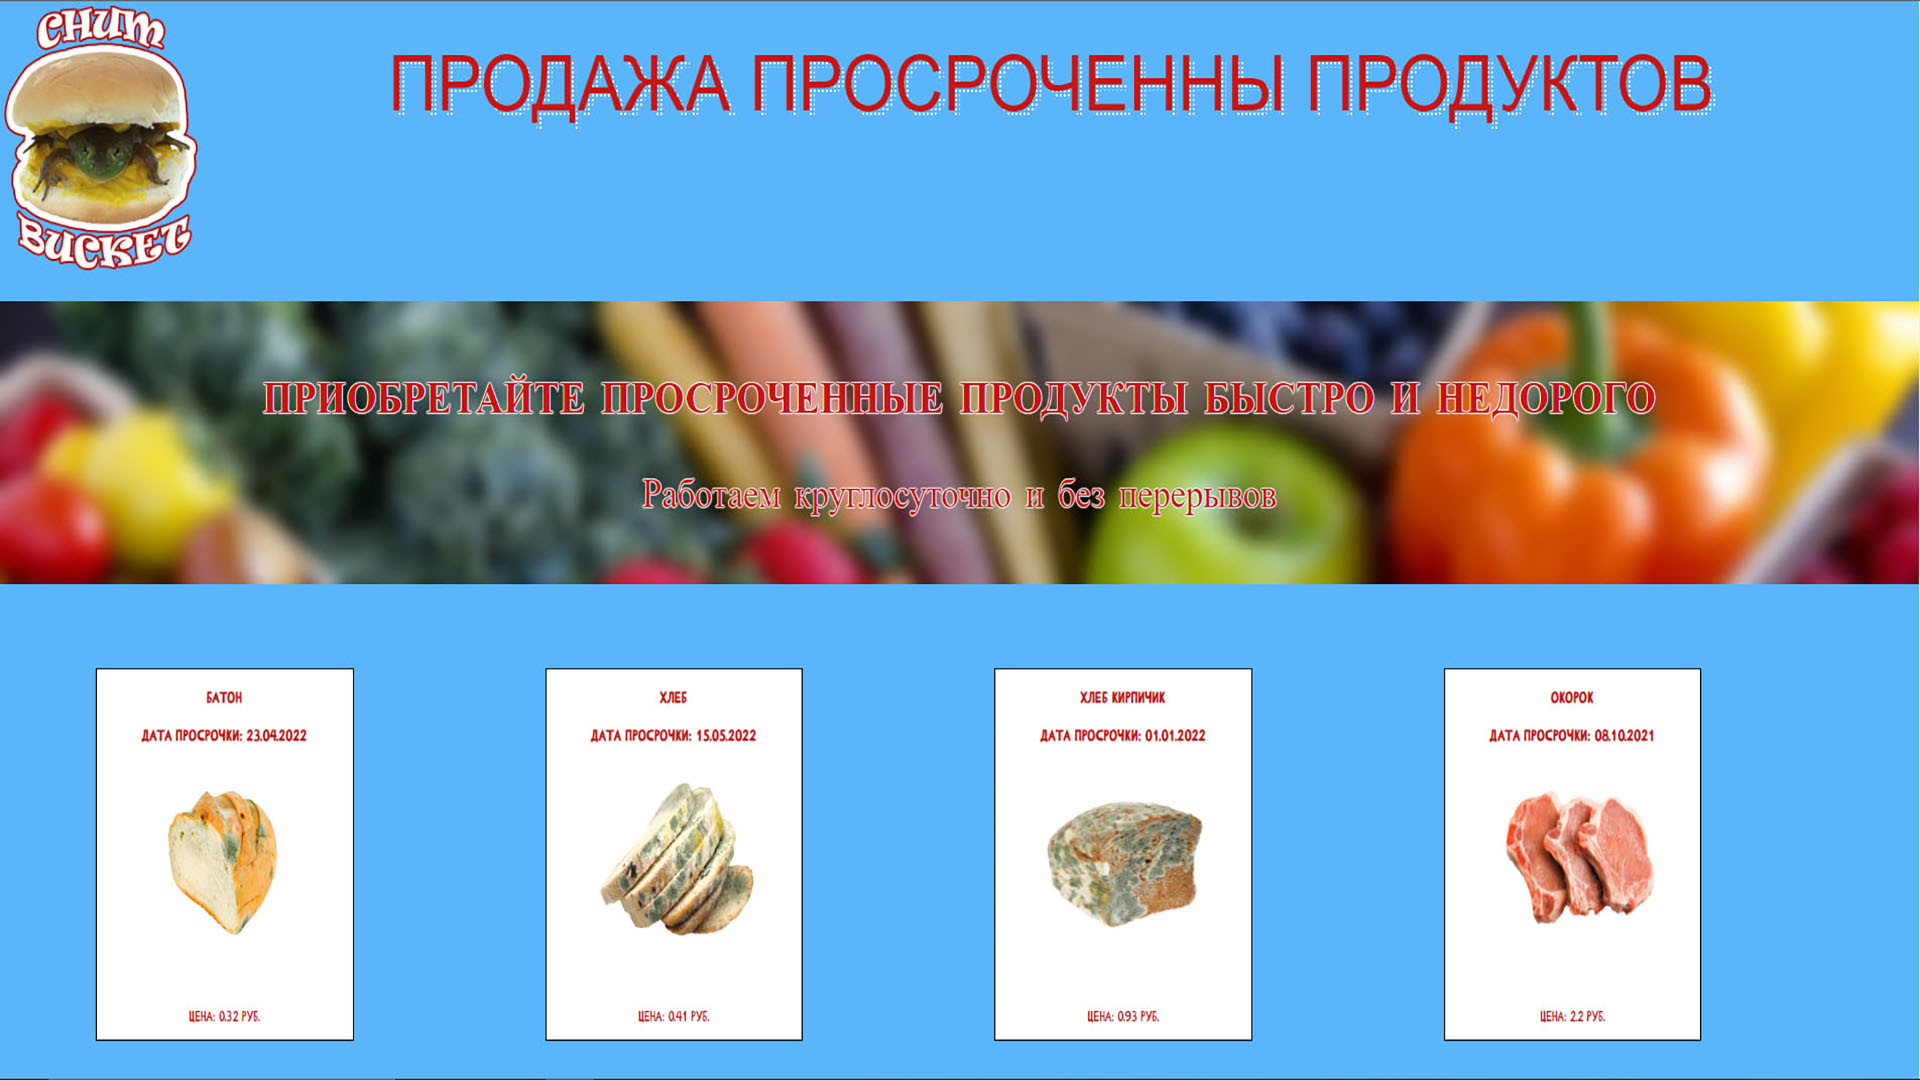 CHUM
BUCKET
ПРОДАЖА ПРОСРОЧЕННЫ ПРОДУКТОВ
ПРИОБРЕТАЙТЕ ПРОСРОЧЕННЫЕ ПРОДУКТЫ БЫСТРО И НЕДОРОГО
Работаем круглосуточно и без перерывов
БАТОН
ДАТА ПРОСРОЧКИ: 23.04.2022
ЦЕНА: 0.32 РУБ.
ХЛЕБ
ДАТА ПРОСРОЧКИ: 15.05.2022
ЦЕНА: 0.41 РУБ.
ХЛЕБ КИРПИЧИК
ДАТА ПРОСРОЧКИ: 01.01.2022
ЦЕНА: 0.93 РУБ.
ОКОРОК
ДАТА ПРОСРОЧКИ: 08.10.2021
ЦЕНА: 2.2 РУБ.